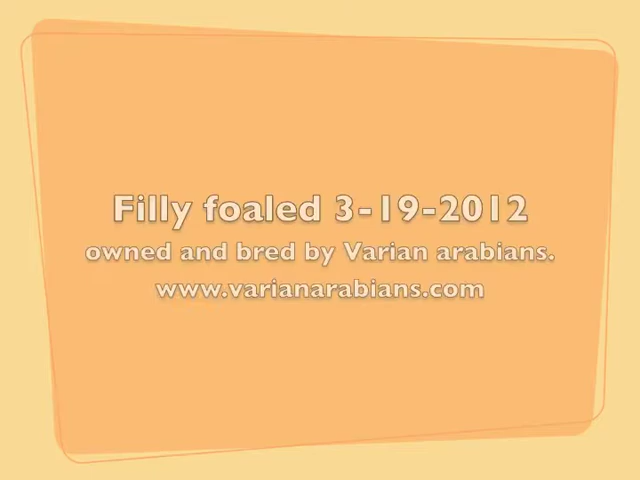 Filly foaled 3-19-2012
owned and bred by Varian arabians.
www.varianarabians.com